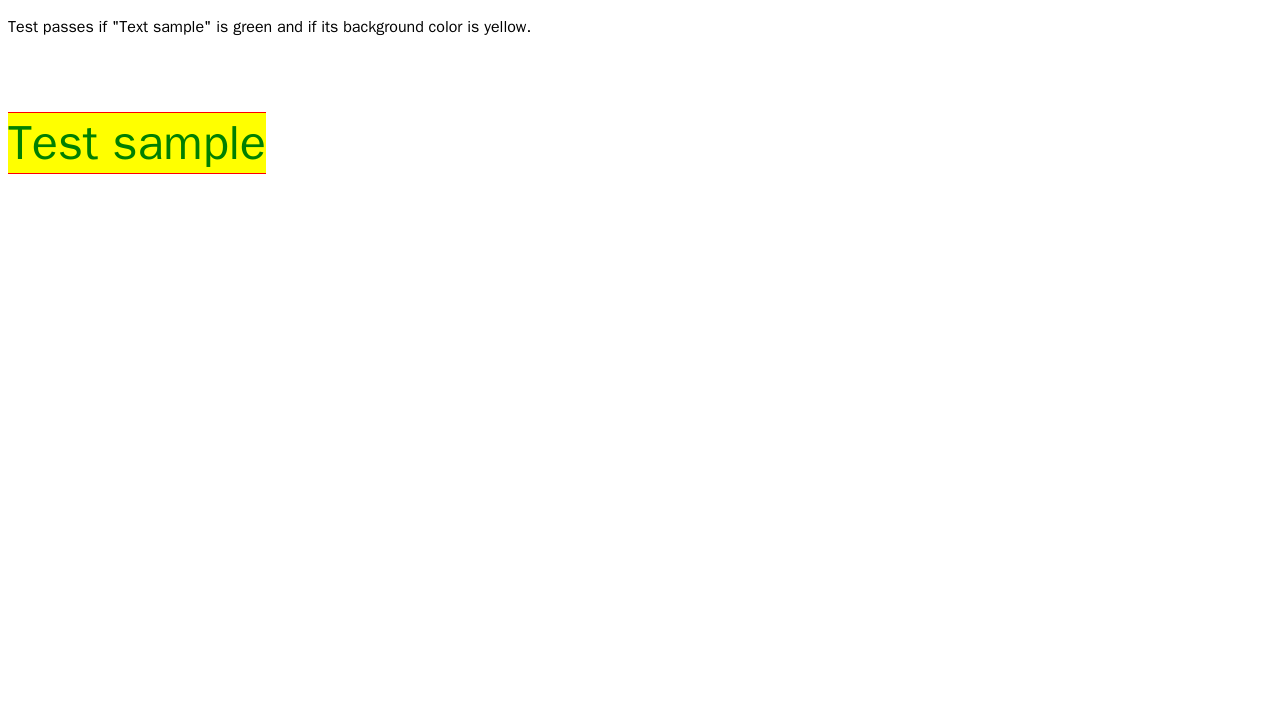 Test passes if "Text sample" is green and if its background color is yellow.
Test sample